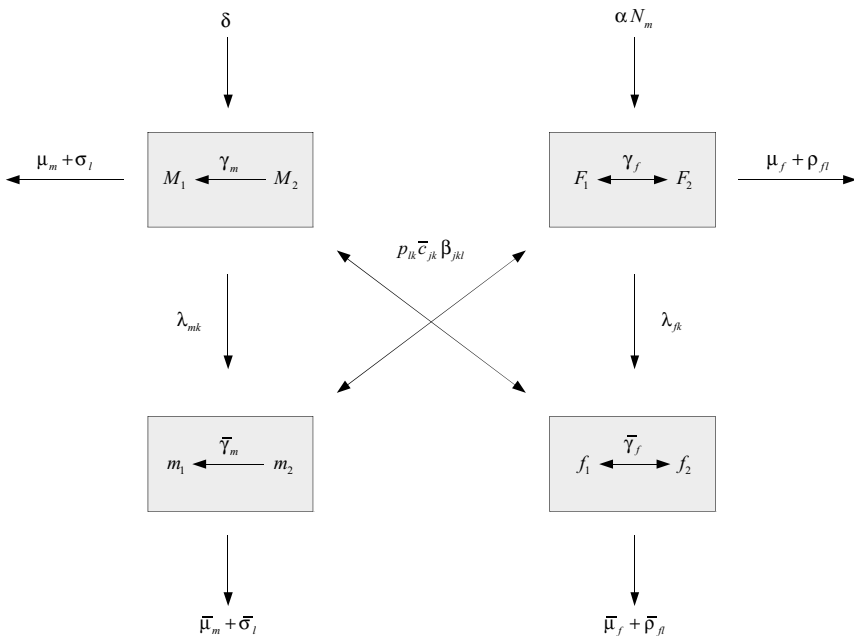 δ
αN_m
μ_m + σ_l
γ_m
M_1
M_2
γ_f
F_1
F_2
μ_f + ρ_fl
p_lk c̄_jk β_jkl
λ_mk
λ_fk
γ̄_m
m_1
m_2
γ̄_f
f_1
f_2
μ̄_m + σ̄_l
μ̄_f + ρ̄_fl